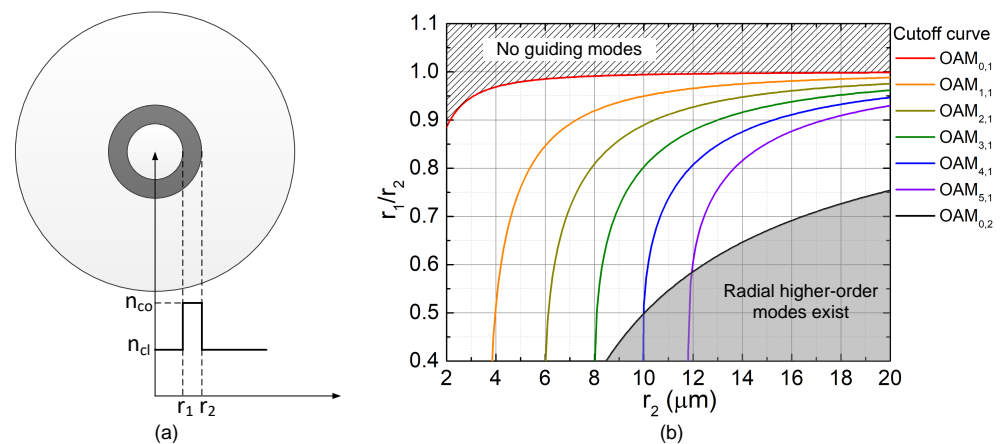 n_co
n_cl
r_1 r_2
(a)
1.1
1.0
0.9
0.8
0.7
0.6
0.5
0.4
r_1/r_2
2 4 6 8 10 12 14 16 18 20
r_2 (μm)
No guiding modes
Radial higher-order
modes exist
(b)
Cutoff curve
OAM_0,1
OAM_1,1
OAM_2,1
OAM_3,1
OAM_4,1
OAM_5,1
OAM_0,2